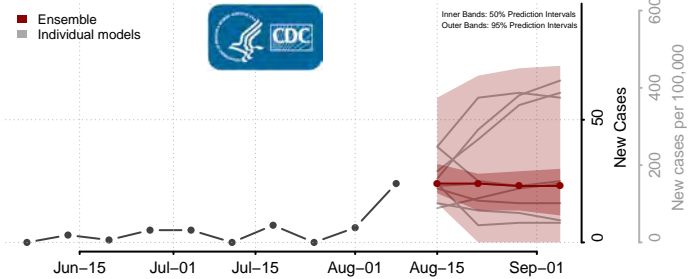 Ensemble
Individual models
CDC
Inner Bands: 50% Prediction Intervals
Outer Bands: 95% Prediction Intervals
0
50
New Cases
0
200
400
600
New cases per 100,000
Jun−15
Jul−01
Jul−15
Aug−01
Aug−15
Sep−01